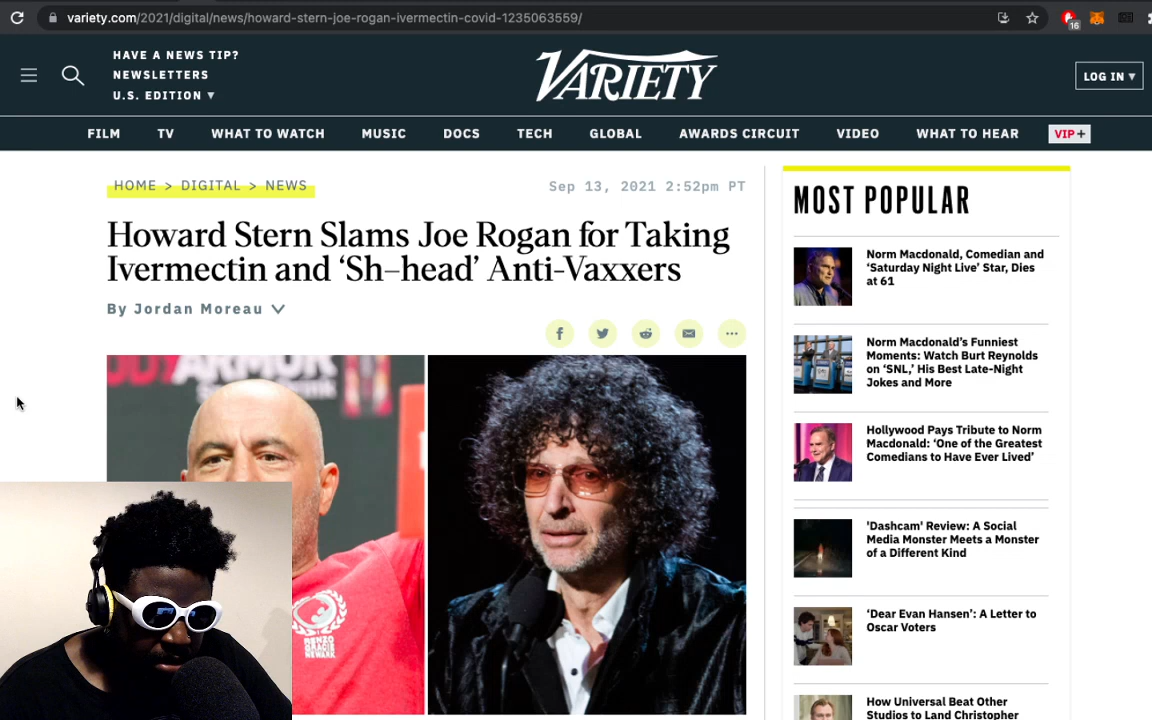 variety.com/2021/digital/news/howard-stern-joe-rogan-ivermectin-covid-1235063559/
16
HAVE A NEWS TIP?
NEWSLETTERS
U.S. EDITION ▾
VARIETY
LOG IN ▾
FILM TV WHAT TO WATCH MUSIC DOCS TECH GLOBAL AWARDS CIRCUIT VIDEO WHAT TO HEAR VIP+
HOME > DIGITAL > NEWS
Sep 13, 2021 2:52pm PT
Howard Stern Slams Joe Rogan for Taking
Ivermectin and ‘Sh–head’ Anti-Vaxxers
By Jordan Moreau
RENZO
GRACIE
NEWARK
MOST POPULAR
Norm Macdonald, Comedian and
‘Saturday Night Live’ Star, Dies
at 61
Norm Macdonald’s Funniest
Moments: Watch Burt Reynolds
on ‘SNL,’ His Best Late-Night
Jokes and More
Hollywood Pays Tribute to Norm
Macdonald: ‘One of the Greatest
Comedians to Have Ever Lived’
'Dashcam' Review: A Social
Media Monster Meets a Monster
of a Different Kind
‘Dear Evan Hansen’: A Letter to
Oscar Voters
How Universal Beat Other
Studios to Land Christopher